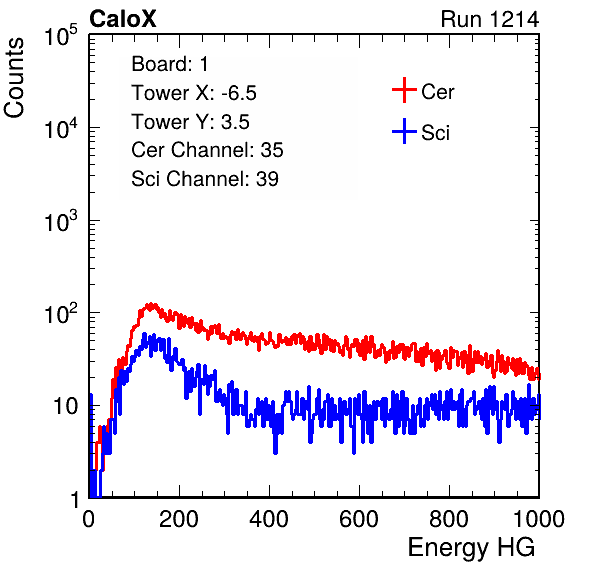 CaloX Run 1214
Counts
10^5
10^4
10^3
10^2
10
1
Board: 1
Tower X: -6.5
Tower Y: 3.5
Cer Channel: 35
Sci Channel: 39
Cer
Sci
0 200 400 600 800 1000
Energy HG